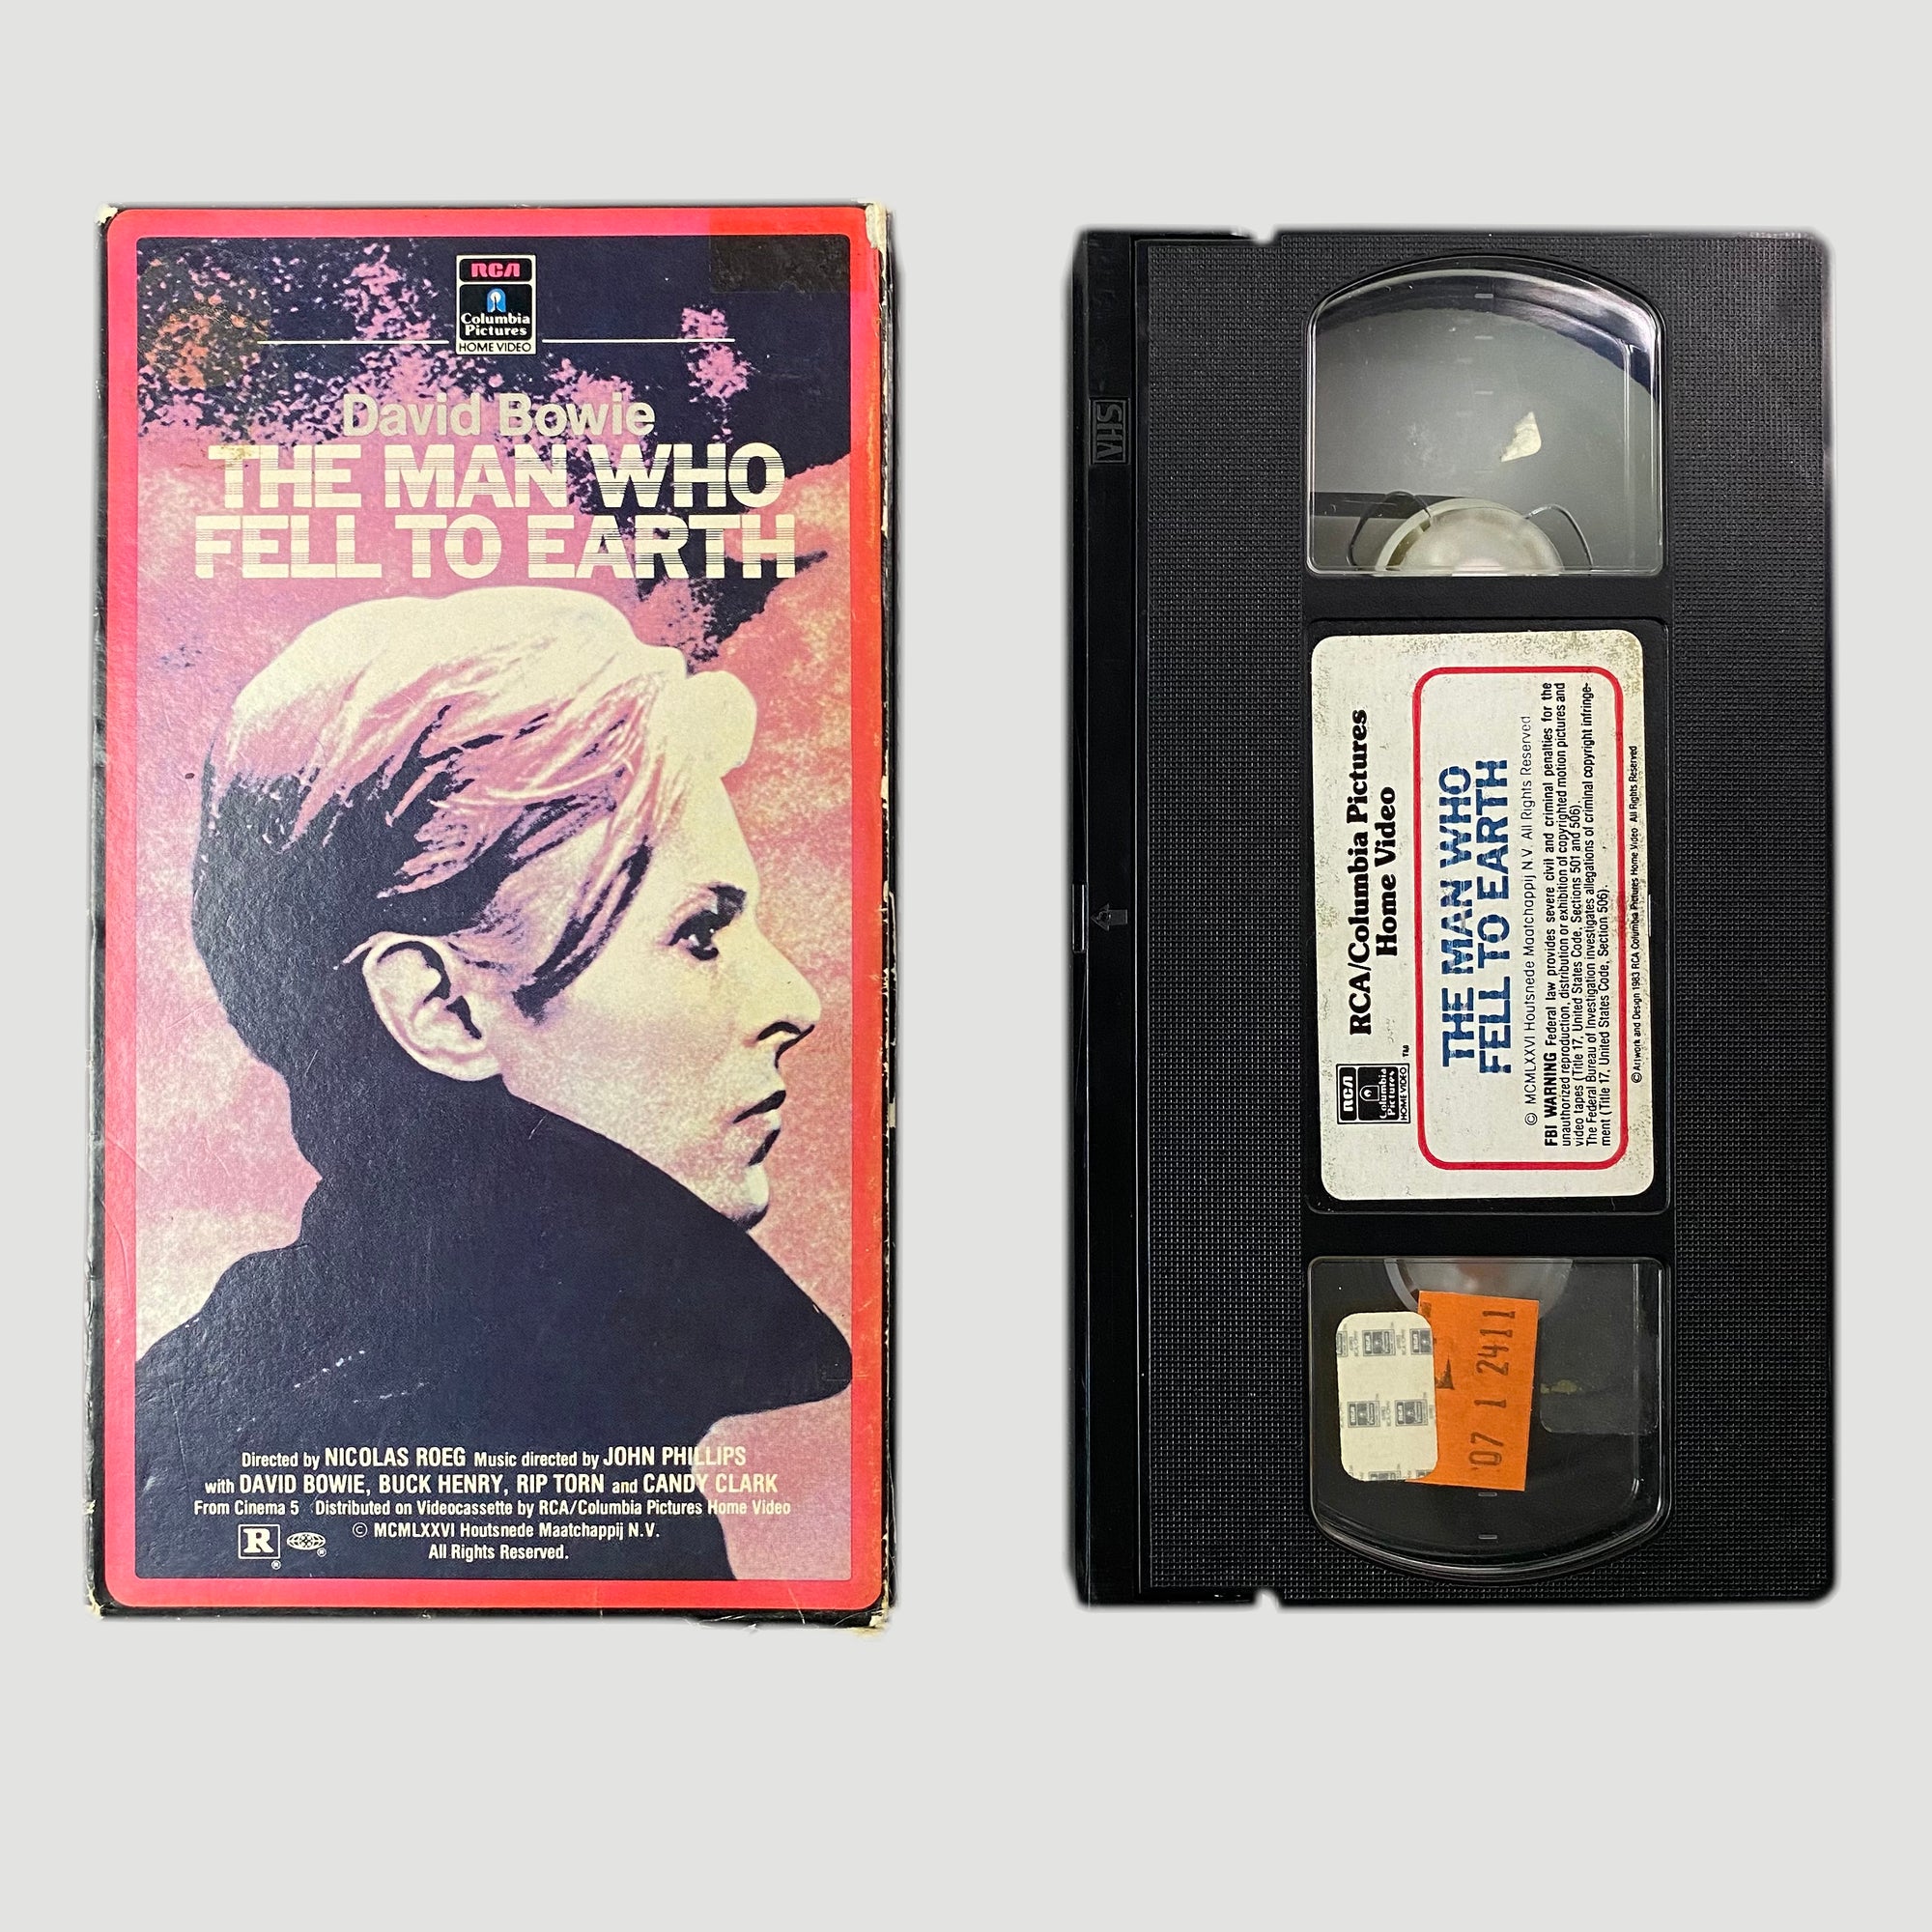 RCA
Columbia
Pictures
HOME VIDEO
David Bowie
THE MAN WHO
FELL TO EARTH
Directed by NICOLAS ROEG Music directed by JOHN PHILLIPS
with DAVID BOWIE, BUCK HENRY, RIP TORN and CANDY CLARK
From Cinema 5 Distributed on Videocassette by RCA/Columbia Pictures Home Video
© MCMLXXVI Houtsnede Maatchappij N.V.
All Rights Reserved.
R ® ®
VHS
RCA
Columbia
Pictures
HOME VIDEO
TM
RCA/Columbia Pictures
Home Video
THE MAN WHO
FELL TO EARTH
© MCMLXXVI Houtsnede Maatchappij N.V. All Rights Reserved
FBI WARNING Federal law provides severe civil and criminal penalties for the
unauthorized reproduction, distribution or exhibition of copyrighted motion pictures and
video tapes (Title 17, United States Code, Sections 501 and 506).
The Federal Bureau of Investigation investigates allegations of criminal copyright infringe-
ment (Title 17, United States Code, Section 506).
© Artwork and Design 1983 RCA Columbia Pictures Home Video All Rights Reserved
07 1 2411